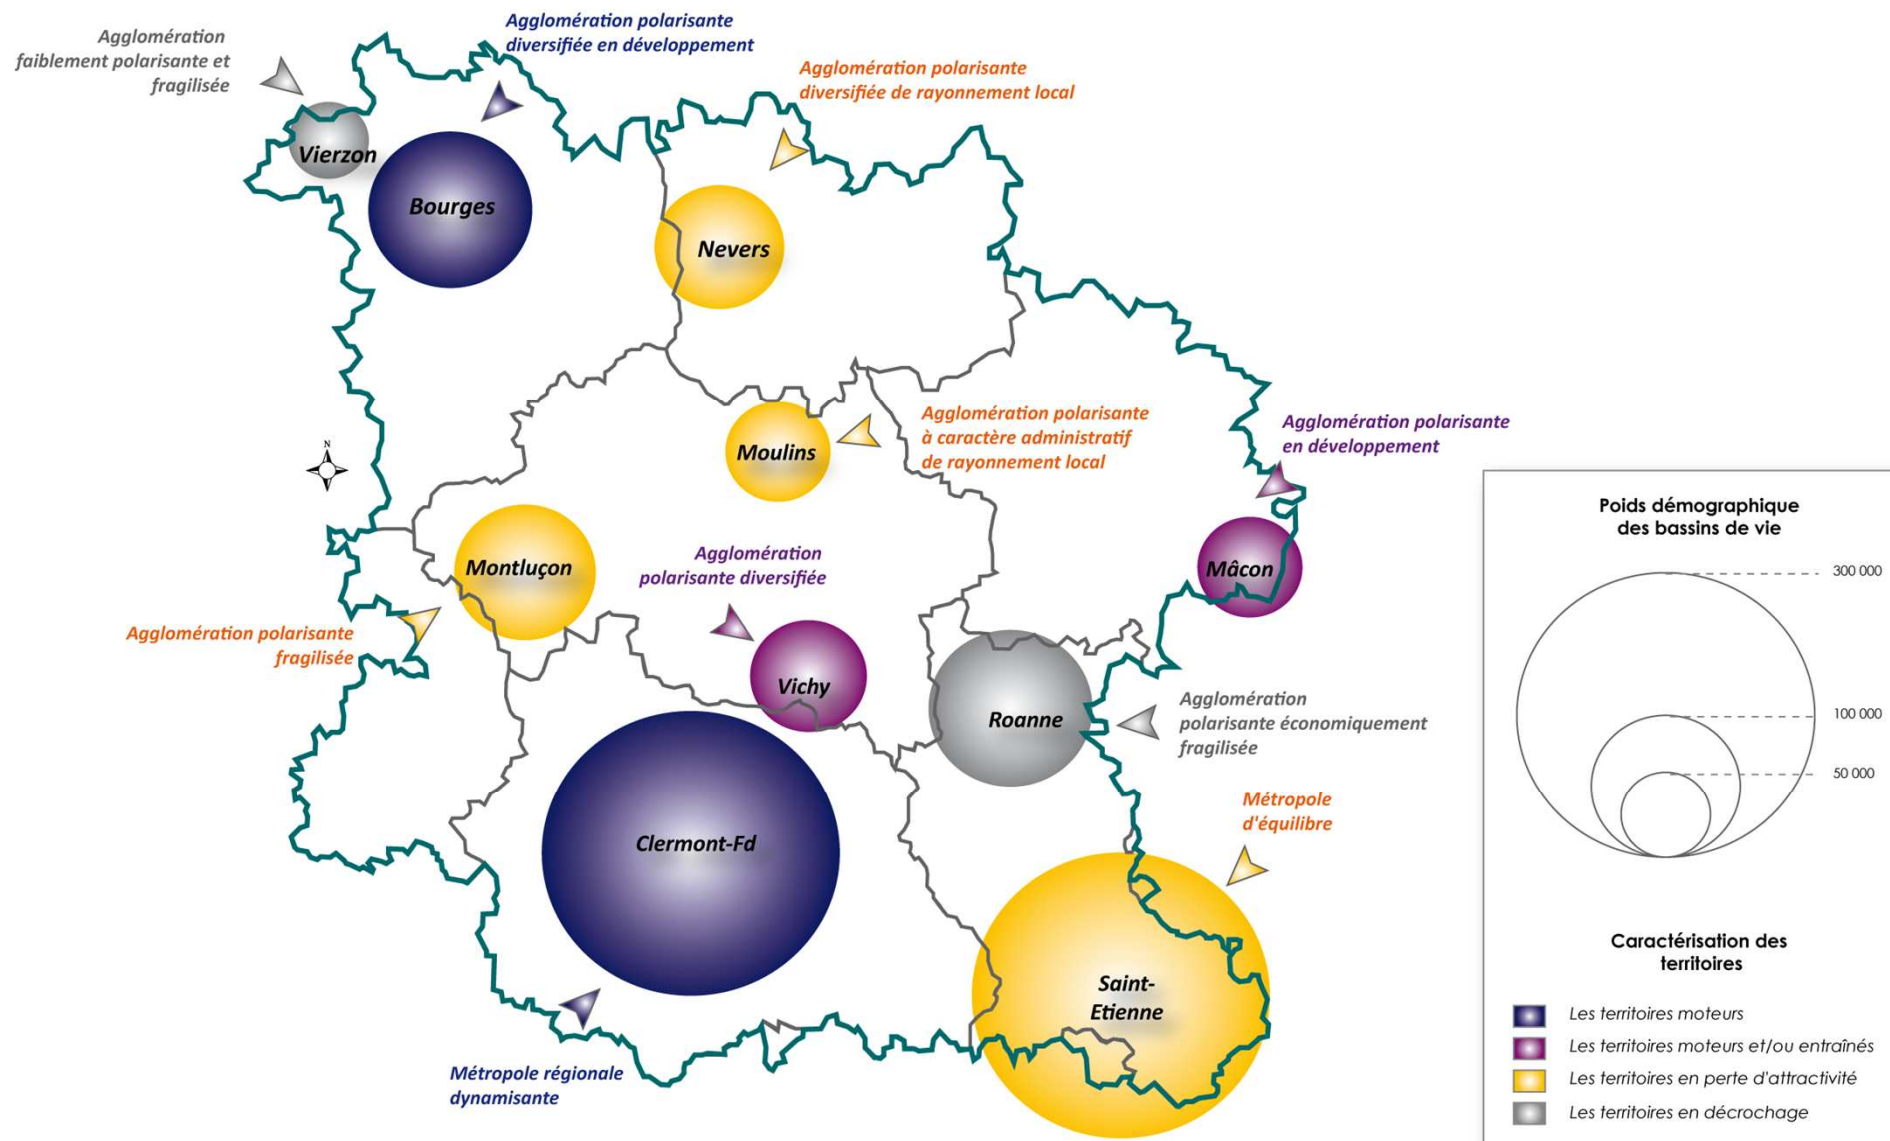 Agglomération
faiblement polarisante et
fragilisée
Agglomération polarisante
diversifiée en développement
Agglomération polarisante
diversifiée de rayonnement local
Vierzon
Bourges
Nevers
N
Moulins
Agglomération polarisante
à caractère administratif
de rayonnement local
Agglomération polarisante
en développement
Montluçon
Agglomération
polarisante diversifiée
Mâcon
Agglomération polarisante
fragilisée
Vichy
Roanne
Agglomération
polarisante économiquement
fragilisée
Clermont-Fd
Métropole
d'équilibre
Saint-
Etienne
Métropole régionale
dynamisante
Poids démographique
des bassins de vie
300 000
100 000
50 000
Caractérisation des
territoires
Les territoires moteurs
Les territoires moteurs et/ou entraînés
Les territoires en perte d'attractivité
Les territoires en décrochage